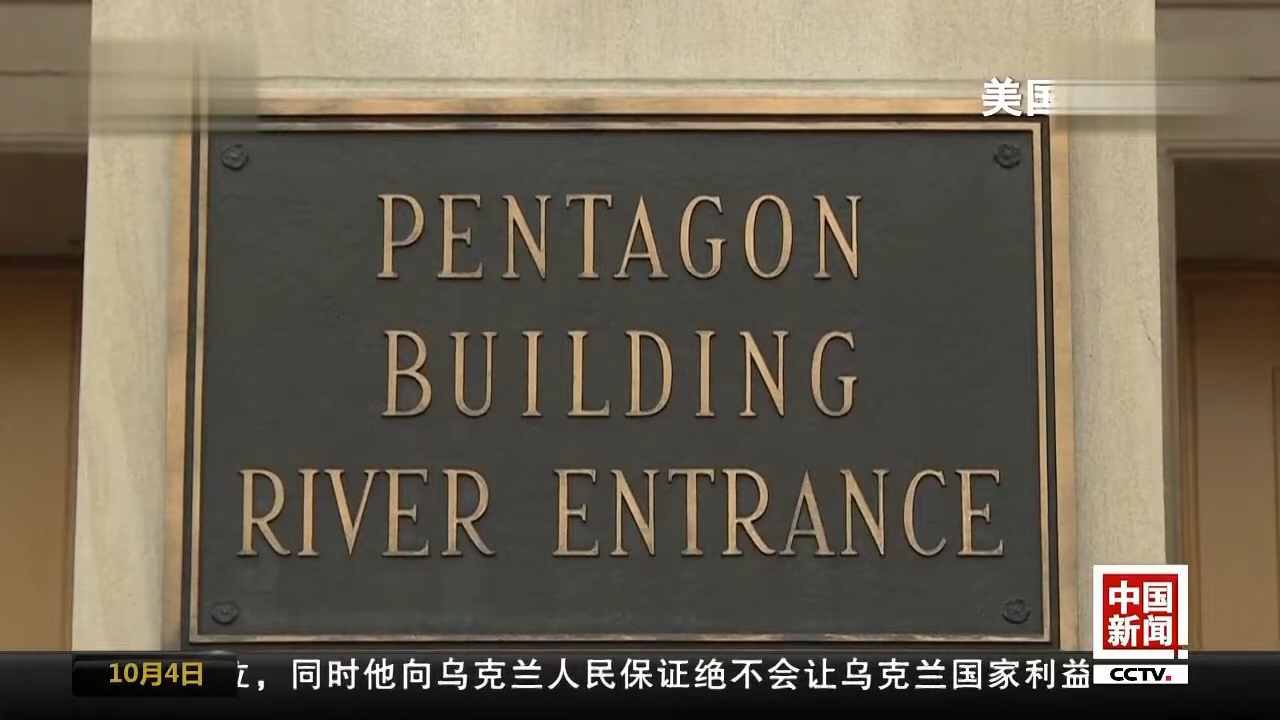 美国
PENTAGON
BUILDING
RIVER ENTRANCE
中国
新闻
CCTV.
10月4日
，同时他向乌克兰人民保证绝不会让乌克兰国家利益